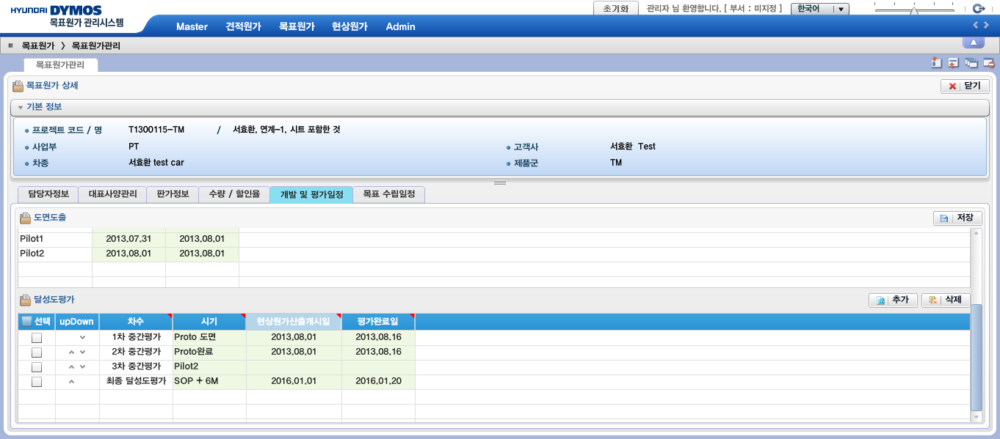 HYUNDAI DYMOS
목표원가 관리시스템
초기화 관리자 님 환영합니다. [ 부서 : 미지정 ] 한국어
Master 견적원가 목표원가 현상원가 Admin
목표원가 > 목표원가관리
목표원가관리
목표원가 상세 닫기
기본 정보
프로젝트 코드 / 명 T1300115-TM / 서효환, 연계-1, 시트 포함한 것
사업부 PT 고객사 서효환 Test
차종 서효환 test car 제품군 TM
담당자정보 대표사양관리 판가정보 수량 / 할인율 개발 및 평가일정 목표 수립일정
도면도출 저장
Pilot1 2013.07.31 2013.08.01
Pilot2 2013.08.01 2013.08.01
달성도평가 추가 삭제
선택 upDown 차수 시기 현상원가산출개시일 평가완료일
1차 중간평가 Proto 도면 2013.08.01 2013.08.16
2차 중간평가 Proto완료 2013.08.01 2013.08.16
3차 중간평가 Pilot2
최종 달성도평가 SOP + 6M 2016.01.01 2016.01.20